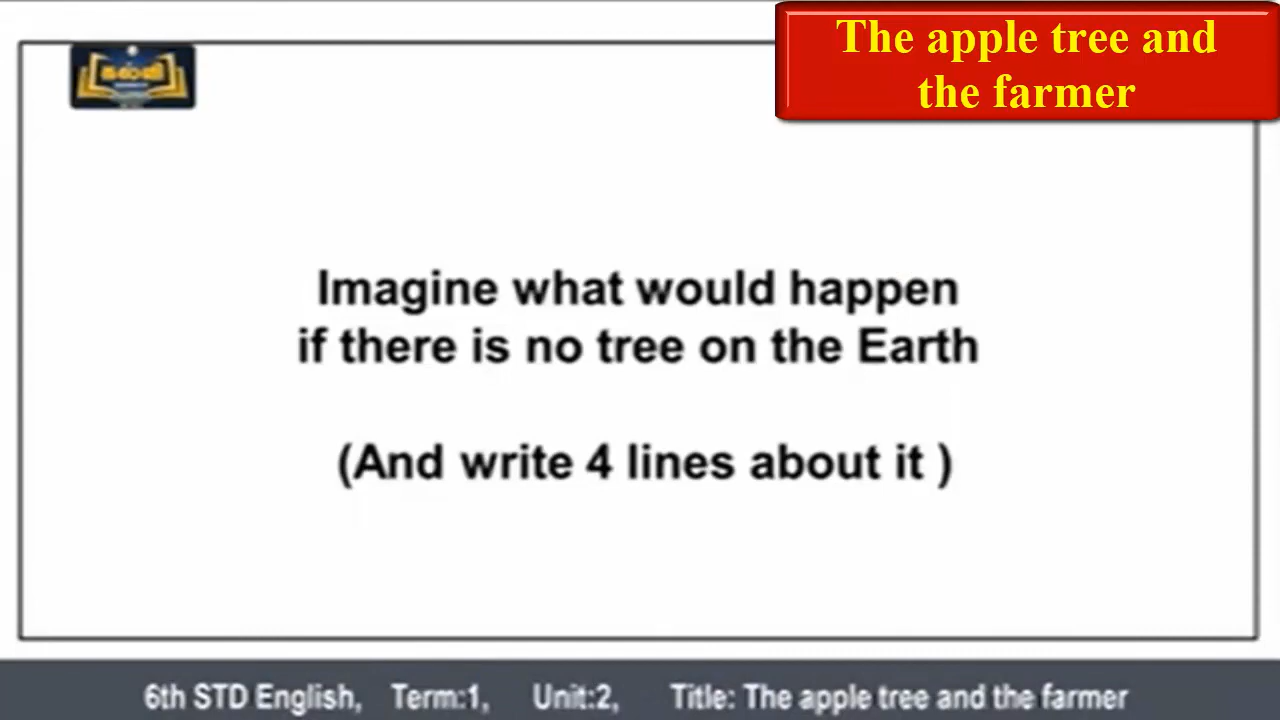 The apple tree and
the farmer
கல்வி
Imagine what would happen
if there is no tree on the Earth
(And write 4 lines about it )
6th STD English, Term:1, Unit:2, Title: The apple tree and the farmer